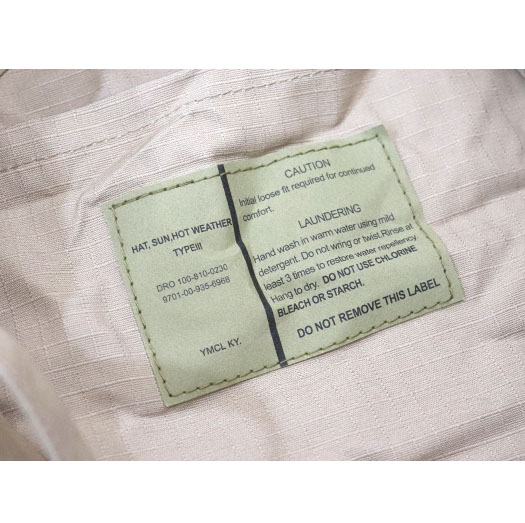 HAT, SUN,HOT WEATHER
TYPEIII
DRO 100-810-0230
9701-00-935-6968
YMCL KY.
CAUTION
Initial loose fit required for continued
comfort.
LAUNDERING
Hand wash in warm water using mild
detergent. Do not wring or twist.Rinse at
least 3 times to restore water repellency.
Hang to dry. DO NOT USE CHLORINE
BLEACH OR STARCH.
DO NOT REMOVE THIS LABEL